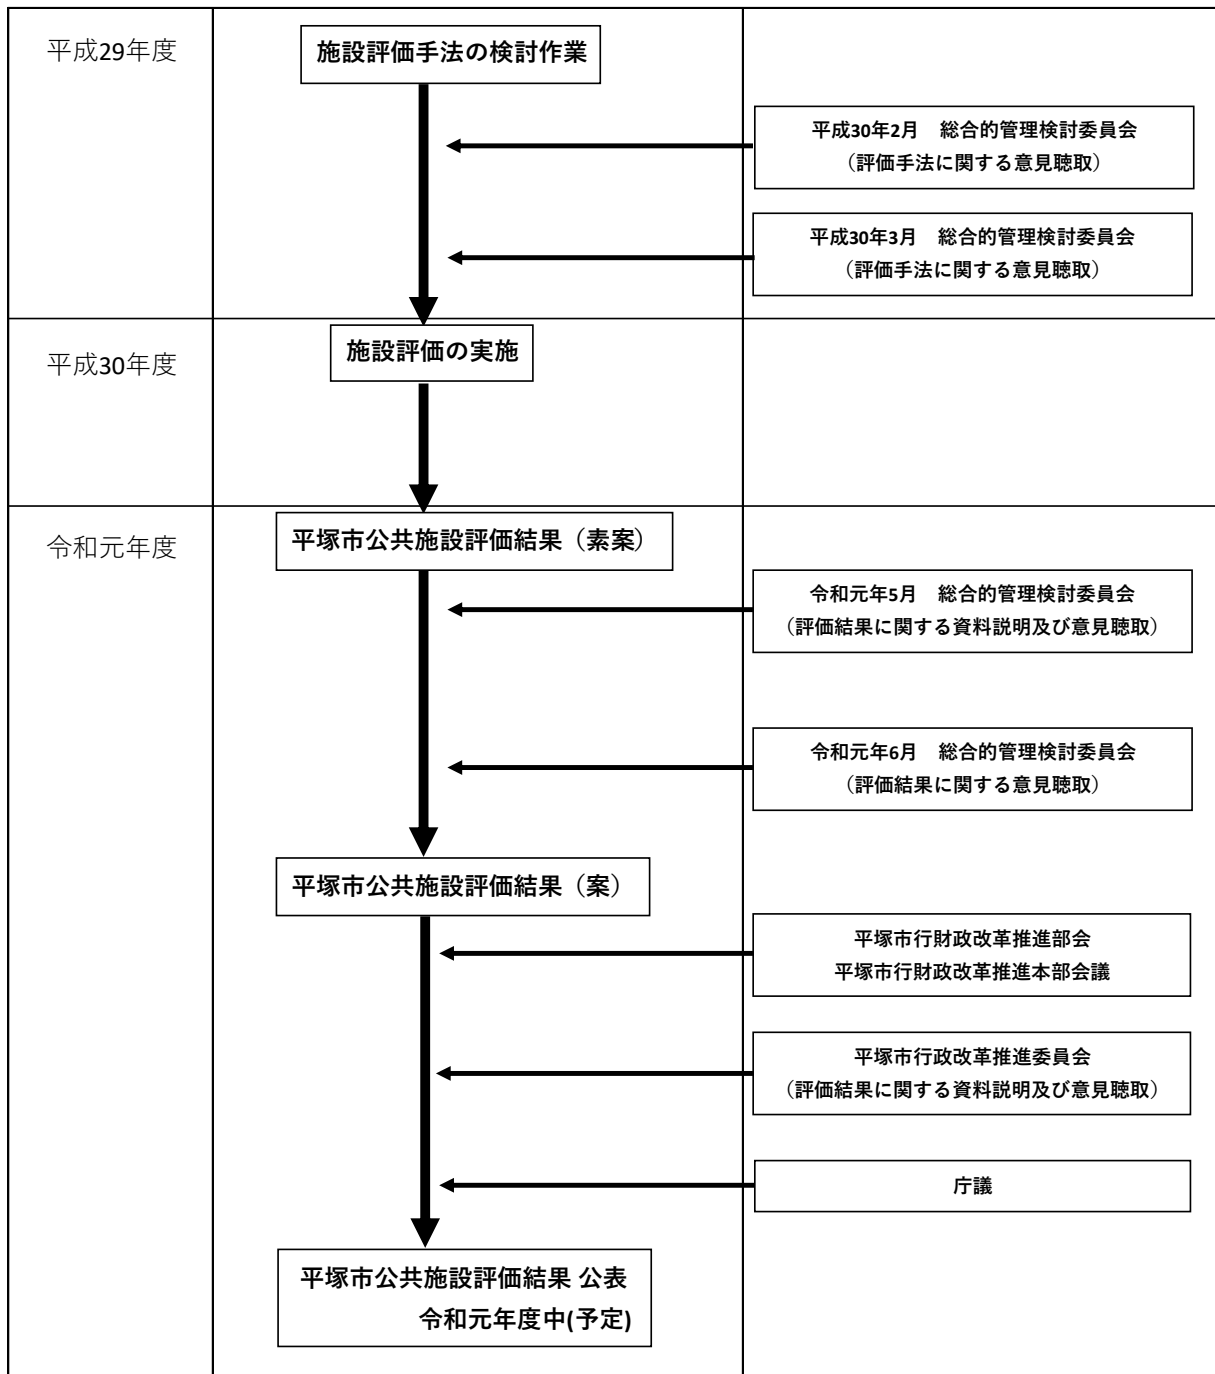 平成29年度
施設評価手法の検討作業
平成30年2月　総合的管理検討委員会
（評価手法に関する意見聴取）
平成30年3月　総合的管理検討委員会
（評価手法に関する意見聴取）
平成30年度
施設評価の実施
令和元年度
平塚市公共施設評価結果（素案）
令和元年5月　総合的管理検討委員会
（評価結果に関する資料説明及び意見聴取）
令和元年6月　総合的管理検討委員会
（評価結果に関する意見聴取）
平塚市公共施設評価結果（案）
平塚市行財政改革推進部会
平塚市行財政改革推進本部会議
平塚市行政改革推進委員会
（評価結果に関する資料説明及び意見聴取）
庁議
平塚市公共施設評価結果 公表
令和元年度中(予定)